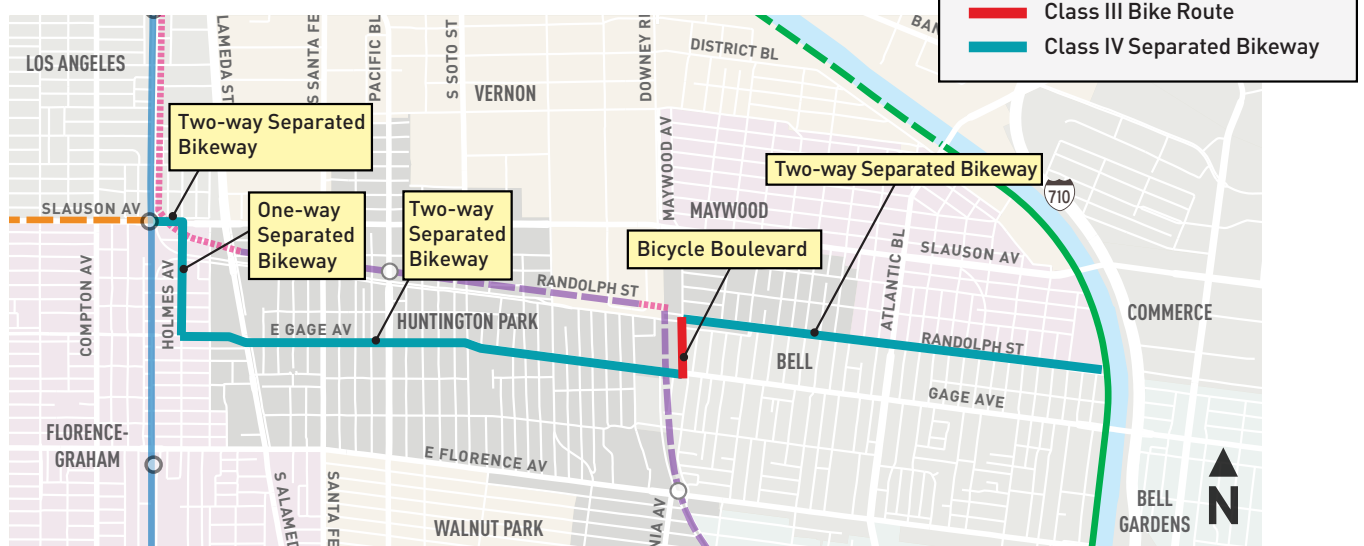 Class III Bike Route
Class IV Separated Bikeway
LOS ANGELES
ALAMEDA ST
S SANTA FE
PACIFIC BL
S SOTO ST
VERNON
DOWNEY
DISTRICT BL
BAN
Two-way Separated
Bikeway
MAYWOOD AV
Two-way Separated Bikeway
710
SLAUSON AV
One-way
Separated
Bikeway
Two-way
Separated
Bikeway
MAYWOOD
Bicycle Boulevard
SLAUSON AV
COMPTON AV
HOLMES AV
RANDOLPH ST
ATLANTIC BL
COMMERCE
E GAGE AV
HUNTINGTON PARK
BELL
RANDOLPH ST
GAGE AVE
FLORENCE-
GRAHAM
E FLORENCE AV
S ALAMED
SANTA FE
WALNUT PARK
NIA AV
BELL
GARDENS
N